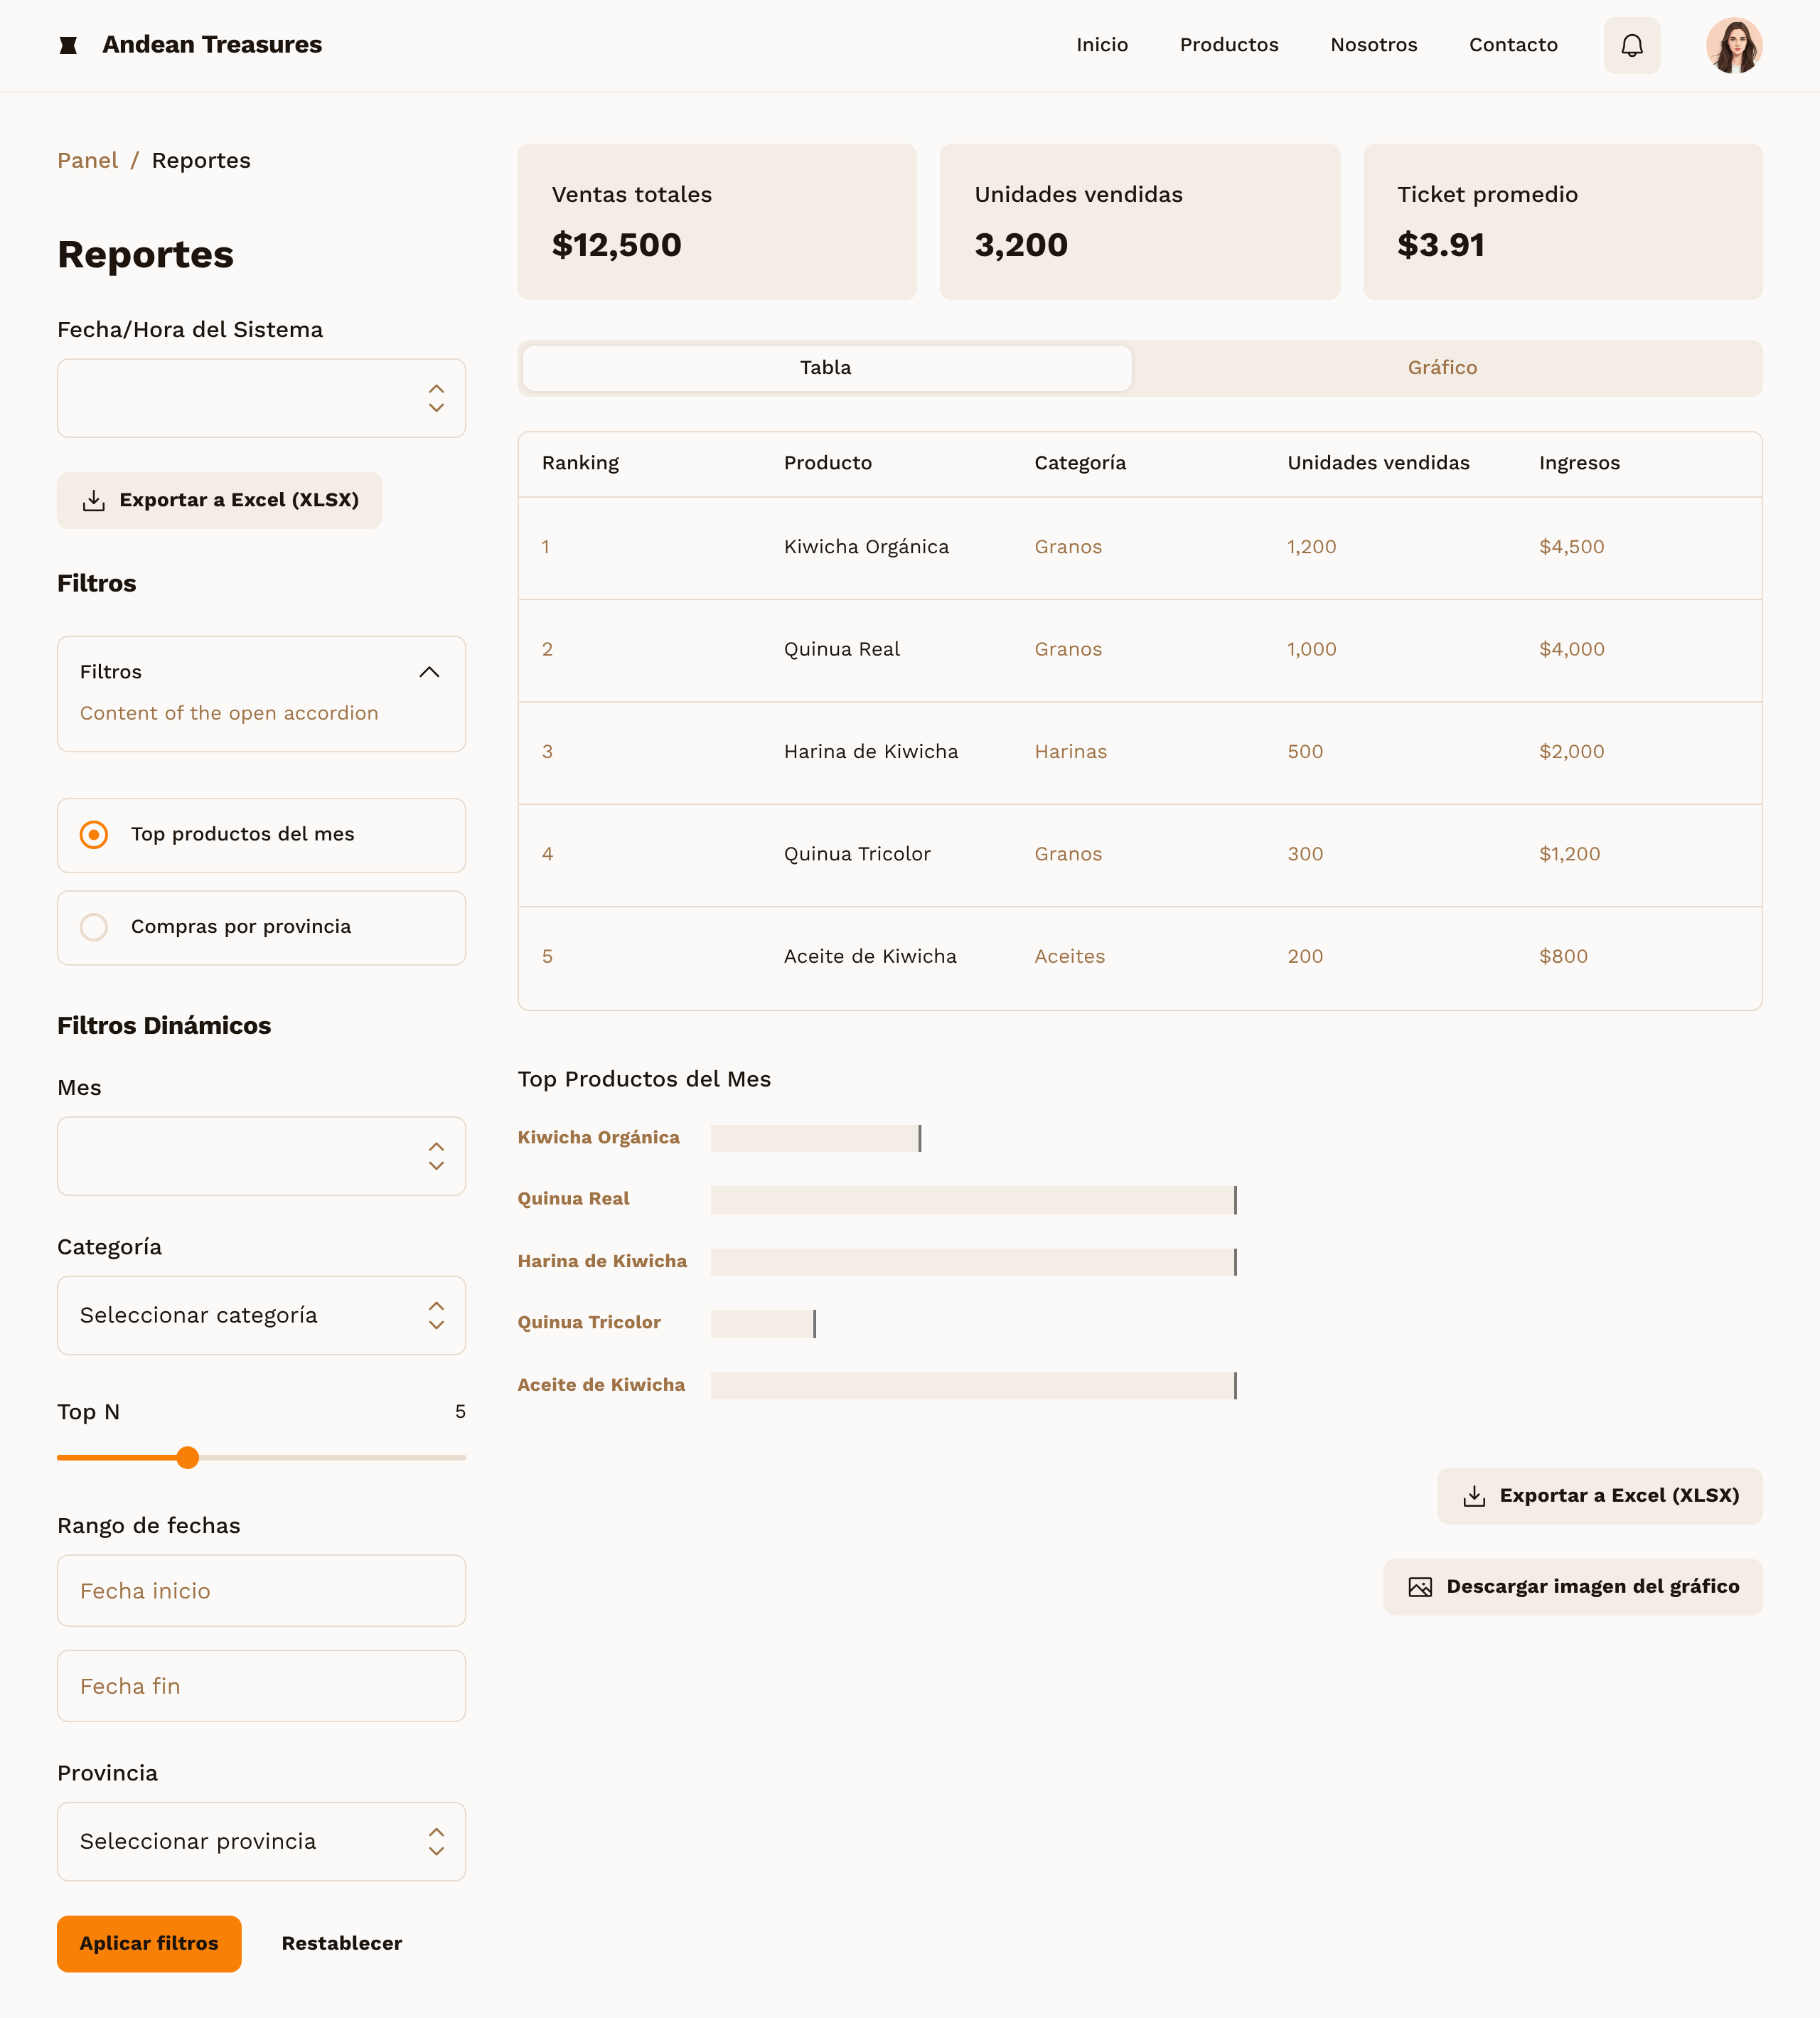 Andean Treasures
Inicio Productos Nosotros Contacto
Panel / Reportes
Reportes
Fecha/Hora del Sistema
Exportar a Excel (XLSX)
Filtros
Filtros
Content of the open accordion
Top productos del mes
Compras por provincia
Filtros Dinámicos
Mes
Categoría
Seleccionar categoría
Top N 5
Rango de fechas
Fecha inicio
Fecha fin
Provincia
Seleccionar provincia
Aplicar filtros Restablecer
Ventas totales
$12,500
Unidades vendidas
3,200
Ticket promedio
$3.91
Tabla Gráfico
Ranking Producto Categoría Unidades vendidas Ingresos
1 Kiwicha Orgánica Granos 1,200 $4,500
2 Quinua Real Granos 1,000 $4,000
3 Harina de Kiwicha Harinas 500 $2,000
4 Quinua Tricolor Granos 300 $1,200
5 Aceite de Kiwicha Aceites 200 $800
Top Productos del Mes
Kiwicha Orgánica
Quinua Real
Harina de Kiwicha
Quinua Tricolor
Aceite de Kiwicha
Exportar a Excel (XLSX)
Descargar imagen del gráfico